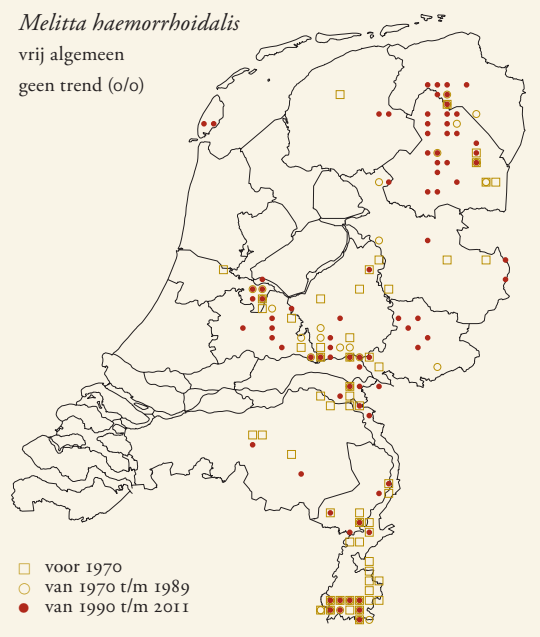 Melitta haemorrhoidalis
vrij algemeen
geen trend (0/0)
voor 1970
van 1970 t/m 1989
van 1990 t/m 2011